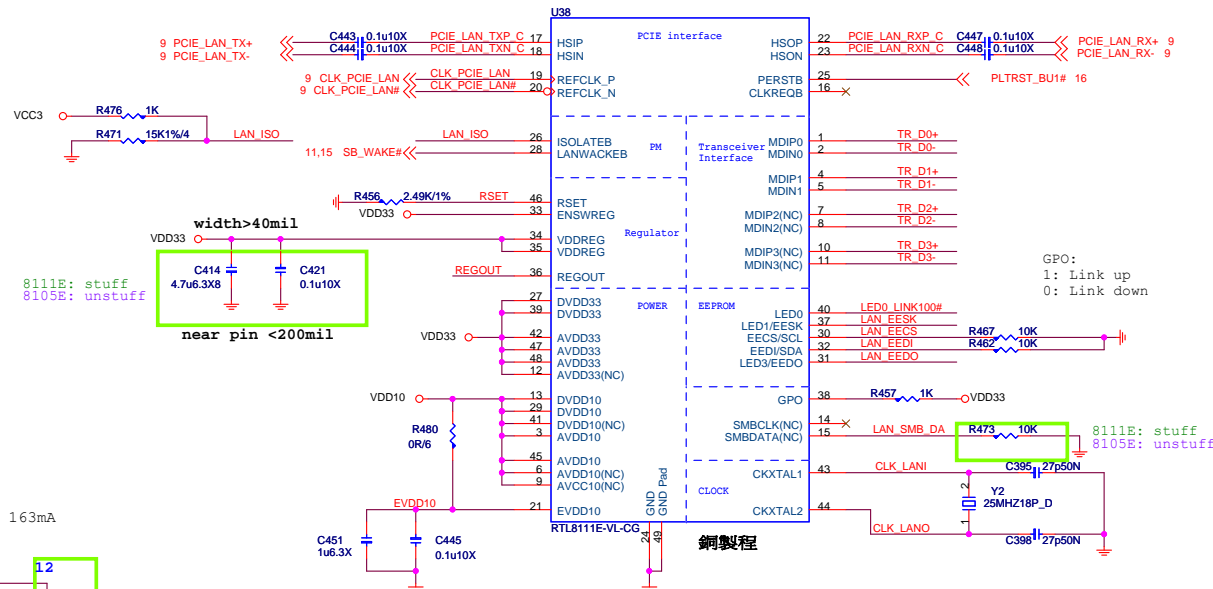 U38
PCIE interface
9 PCIE_LAN_TX+ C443 0.1u10X PCIE_LAN_TXP_C 17 HSIP HSOP 22 PCIE_LAN_RXP_C C447 0.1u10X PCIE_LAN_RX+ 9
9 PCIE_LAN_TX- C444 0.1u10X PCIE_LAN_TXN_C 18 HSIN HSON 23 PCIE_LAN_RXN_C C448 0.1u10X PCIE_LAN_RX- 9
9 CLK_PCIE_LAN CLK_PCIE_LAN 19 REFCLK_P PERSTB 25 PLTRST_BU1# 16
9 CLK_PCIE_LAN# CLK_PCIE_LAN# 20 REFCLK_N CLKREQB 16
VCC3 R476 1K
R471 15K1%/4 LAN_ISO LAN_ISO 26 ISOLATEB PM Transceiver Interface MDIP0 1 TR_D0+
11,15 SB_WAKE# 28 LANWACKEB MDIN0 2 TR_D0-
MDIP1 4 TR_D1+
MDIN1 5 TR_D1-
R456 2.49K/1% RSET 46 RSET
VDD33 33 ENSWREG MDIP2(NC) 7 TR_D2+
MDIN2(NC) 8 TR_D2-
width>40mil
Regulator
VDD33 34 VDDREG
35 VDDREG MDIP3(NC) 10 TR_D3+
MDIN3(NC) 11 TR_D3-
C414 4.7u6.3X8 C421 0.1u10X REGOUT 36 REGOUT
8111E: stuff
8105E: unstuff
near pin <200mil
GPO:
1: Link up
0: Link down
POWER EEPROM
27 DVDD33
39 DVDD33 LED0 40 LED0_LINK100#
LED1/EESK 37 LAN_EESK
VDD33 42 AVDD33 EECS/SCL 30 LAN_EECS R467 10K
47 AVDD33 EEDI/SDA 32 LAN_EEDI R462 10K
48 AVDD33 LED3/EEDO 31 LAN_EEDO
12 AVDD33(NC)
VDD10 13 DVDD10 GPO 38 R457 1K VDD33
29 DVDD10
41 DVDD10(NC) SMBCLK(NC) 14
R480 0R/6 3 AVDD10 SMBDATA(NC) 15 LAN_SMB_DA R473 10K
8111E: stuff
8105E: unstuff
45 AVDD10
6 AVDD10(NC) CKXTAL1 43 CLK_LANI C395 27p50N
9 AVCC10(NC)
CLOCK
2 Y2
25MHZ18P_D
1
EVDD10 21 EVDD10 CKXTAL2 44 CLK_LANO C398 27p50N
GND GND Pad
24 49
RTL8111E-VL-CG
銅製程
163mA
C451 1u6.3X C445 0.1u10X
12